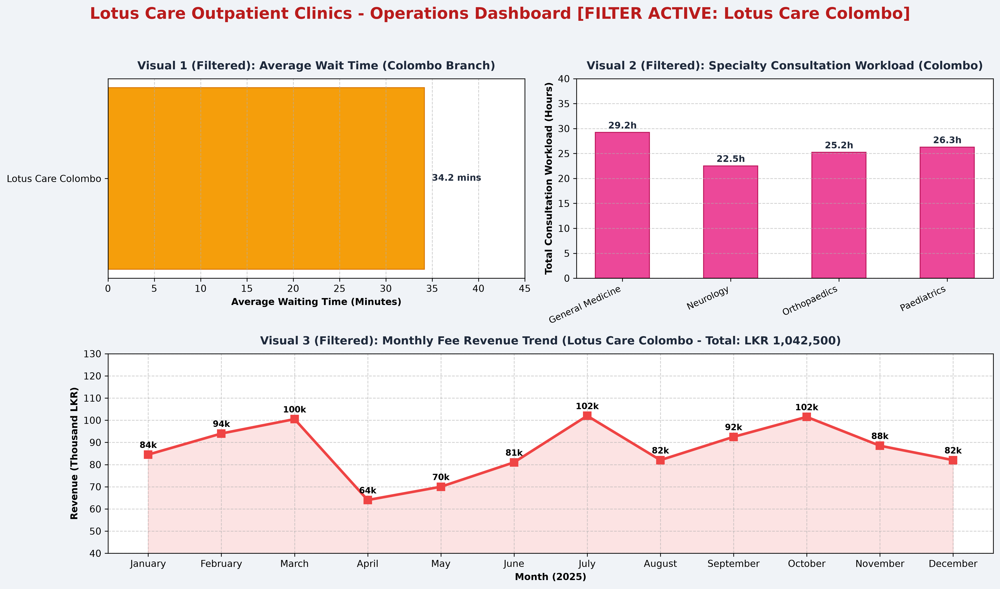 Lotus Care Outpatient Clinics - Operations Dashboard [FILTER ACTIVE: Lotus Care Colombo]
Visual 1 (Filtered): Average Wait Time (Colombo Branch)
Lotus Care Colombo
34.2 mins
0 5 10 15 20 25 30 35 40 45
Average Waiting Time (Minutes)
Visual 2 (Filtered): Specialty Consultation Workload (Colombo)
Total Consultation Workload (Hours)
40
35
30
25
20
15
10
5
0
29.2h
22.5h
25.2h
26.3h
General Medicine
Neurology
Orthopaedics
Paediatrics
Visual 3 (Filtered): Monthly Fee Revenue Trend (Lotus Care Colombo - Total: LKR 1,042,500)
Revenue (Thousand LKR)
130
120
110
100
90
80
70
60
50
40
84k
94k
100k
64k
70k
81k
102k
82k
92k
102k
88k
82k
January February March April May June July August September October November December
Month (2025)